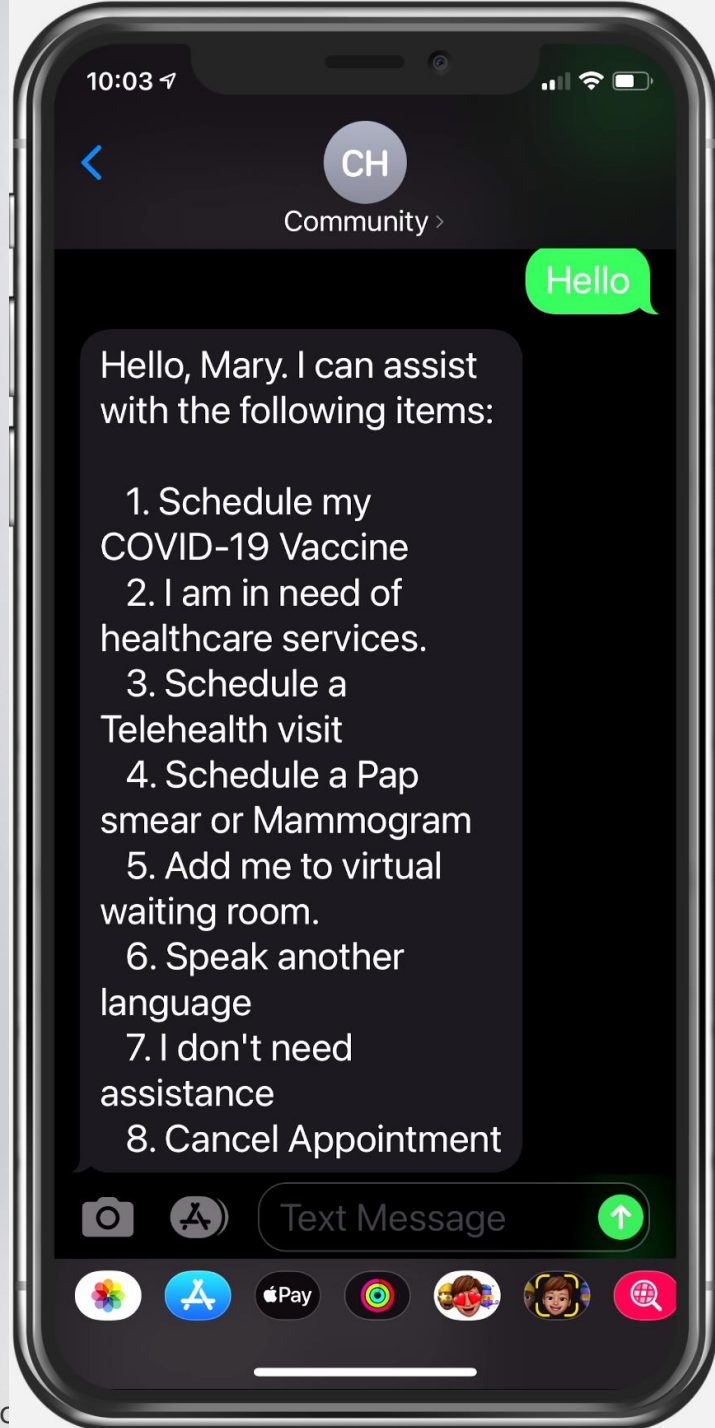 10:03
CH
Community
Hello
Hello, Mary. I can assist
with the following items:
1. Schedule my
COVID-19 Vaccine
2. I am in need of
healthcare services.
3. Schedule a
Telehealth visit
4. Schedule a Pap
smear or Mammogram
5. Add me to virtual
waiting room.
6. Speak another
language
7. I don't need
assistance
8. Cancel Appointment
Text Message
Pay